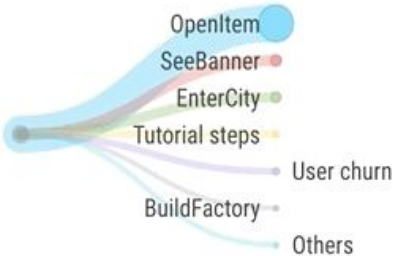 OpenItem
SeeBanner
EnterCity
Tutorial steps
User churn
BuildFactory
Others